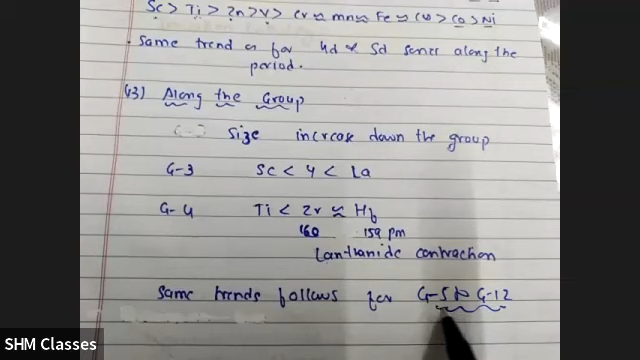 Sc > Ti > Zn > V > Cr ≈ Mn ≈ Fe ≈ Cu > Co > Ni
. Same trend as for 4d & 5d series along the
period.
(3) Along the Group
Size increase down the group
G-3 Sc < Y < La
G-4 Ti < Zr ≈ Hf
160 159 pm
Lanthanide contraction
Same trends follows for G-5 to G-12
SHM Classes